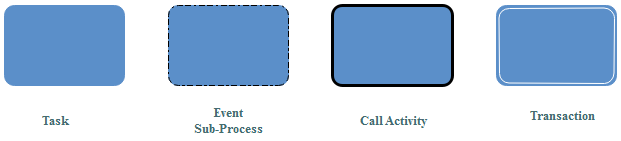 Task
Event
Sub-Process
Call Activity
Transaction